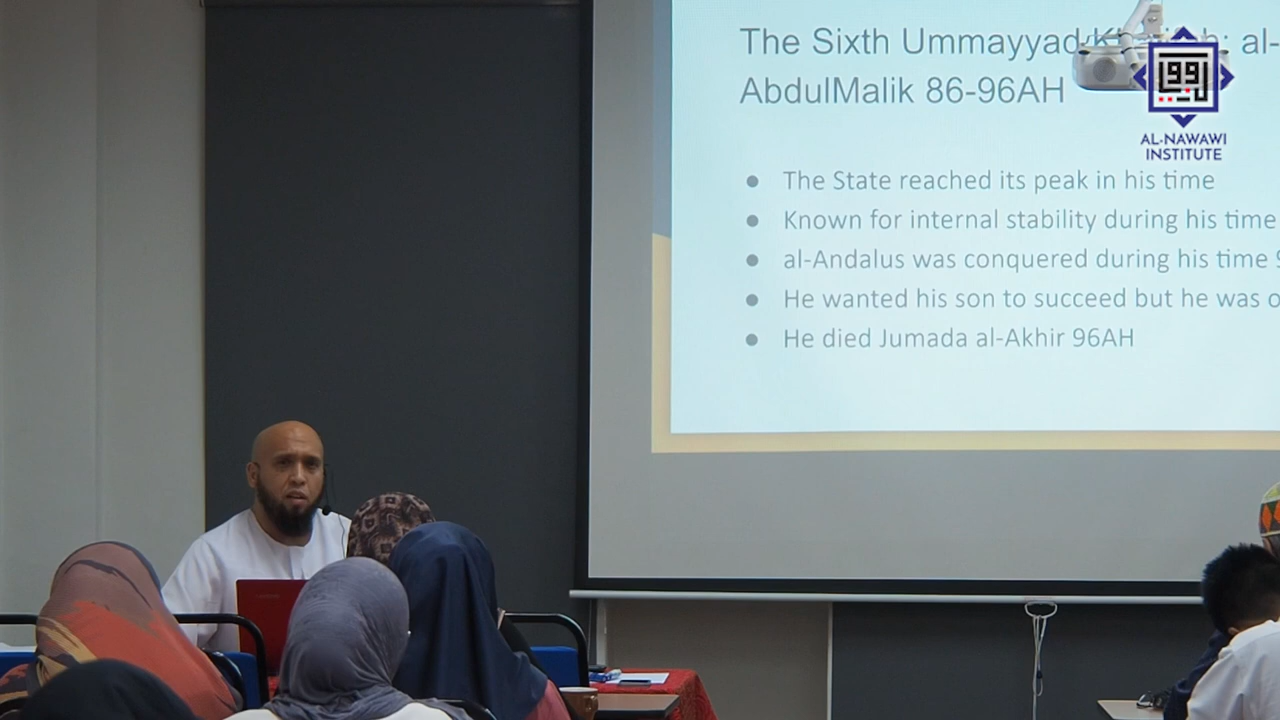 The Sixth Ummayyad al-
AbdulMalik 86-96AH
AL-NAWAWI
INSTITUTE
The State reached its peak in his time
Known for internal stability during his time
al-Andalus was conquered during his time
He wanted his son to succeed but he was
He died Jumada al-Akhir 96AH